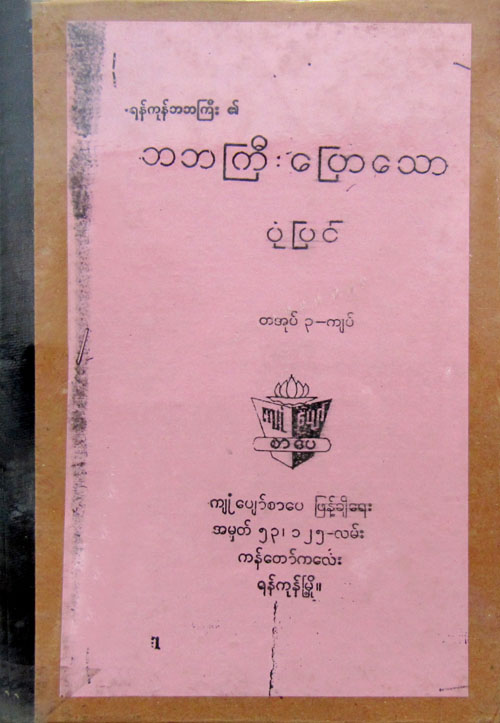 ရန်ကုန်ဘဘကြီး ၏
ဘဘကြီးပြောသော
ပုံပြင်
တအုပ် ၃–ကျပ်
ကျုံပျော်
စာပေ
ကျုံပျော်စာပေ ဖြန့်ချိရေး
အမှတ် ၅၃၊ ၁၂၅-လမ်း
ကန်တော်ကလေး
ရန်ကုန်မြို့။